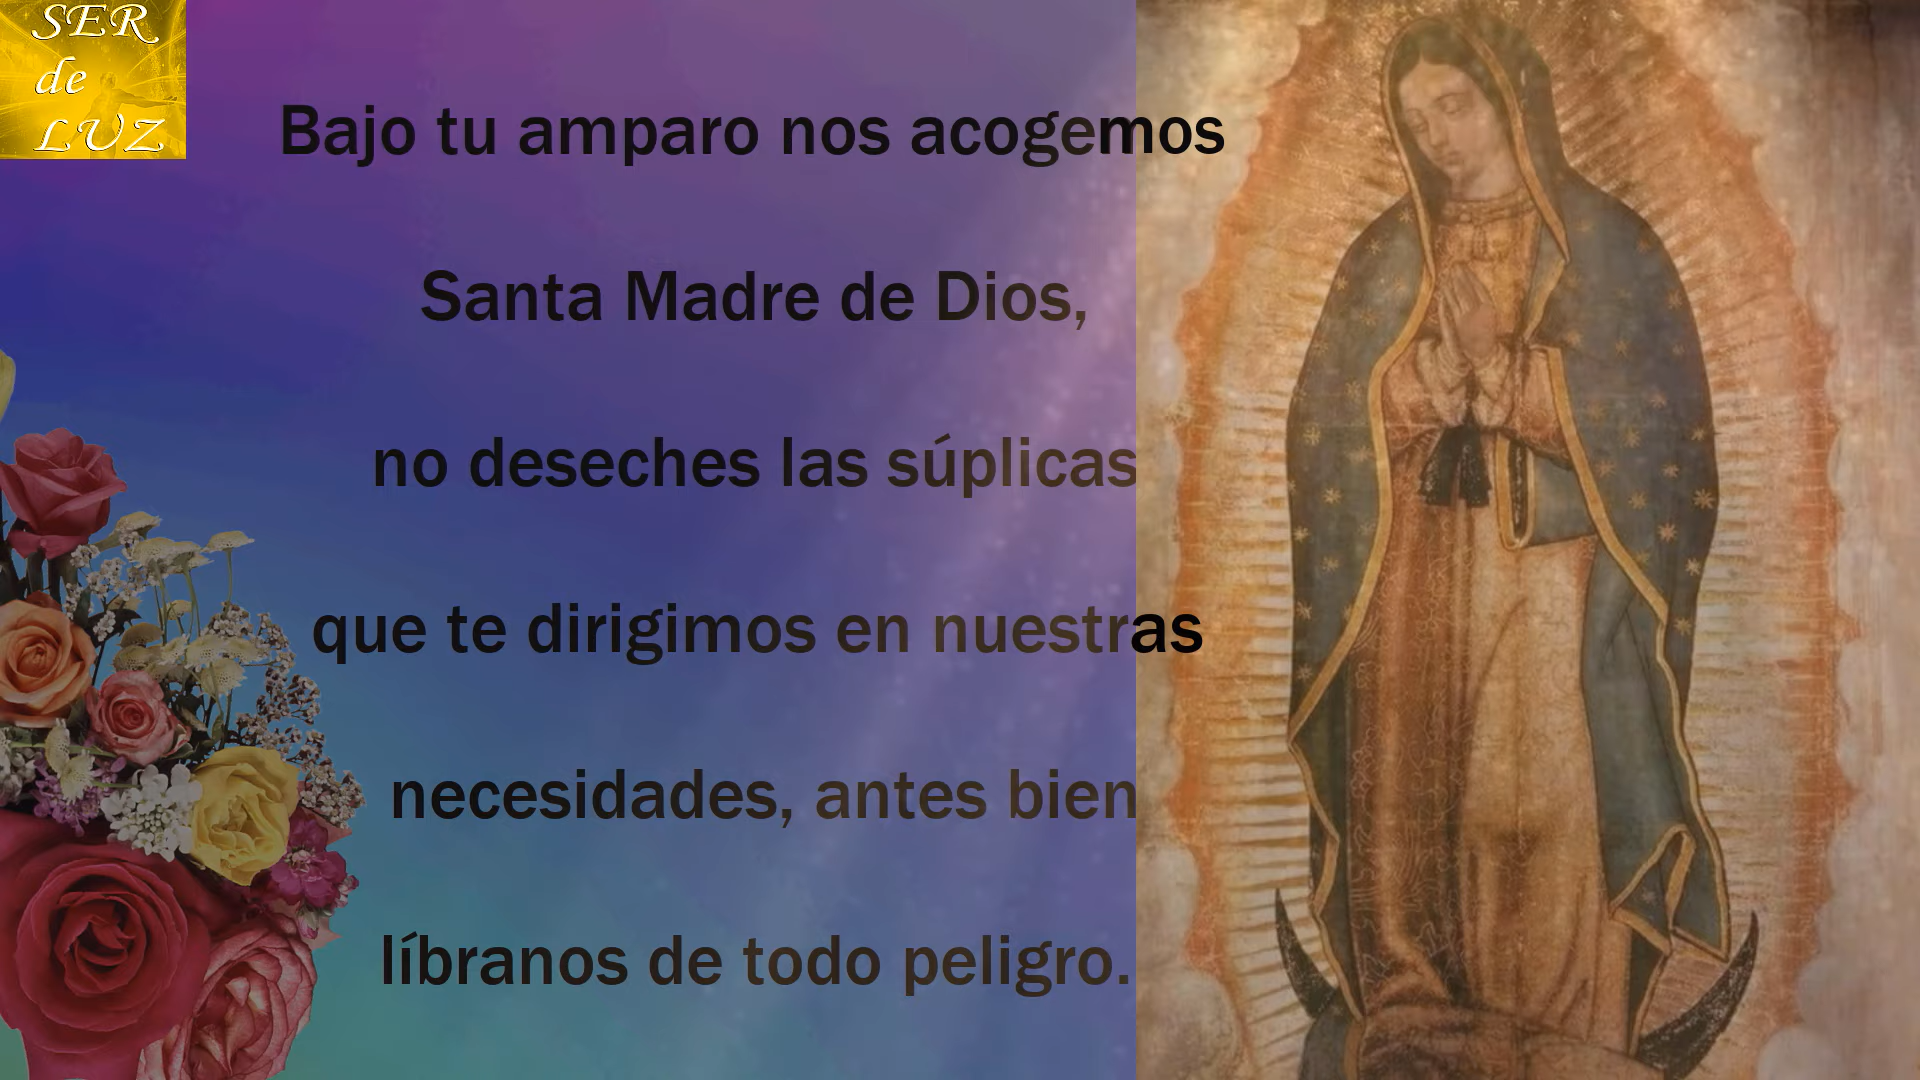 SER
de
LUZ
Bajo tu amparo nos acogemos
Santa Madre de Dios,
no deseches las súplicas
que te dirigimos en nuestras
necesidades, antes bien
líbranos de todo peligro.